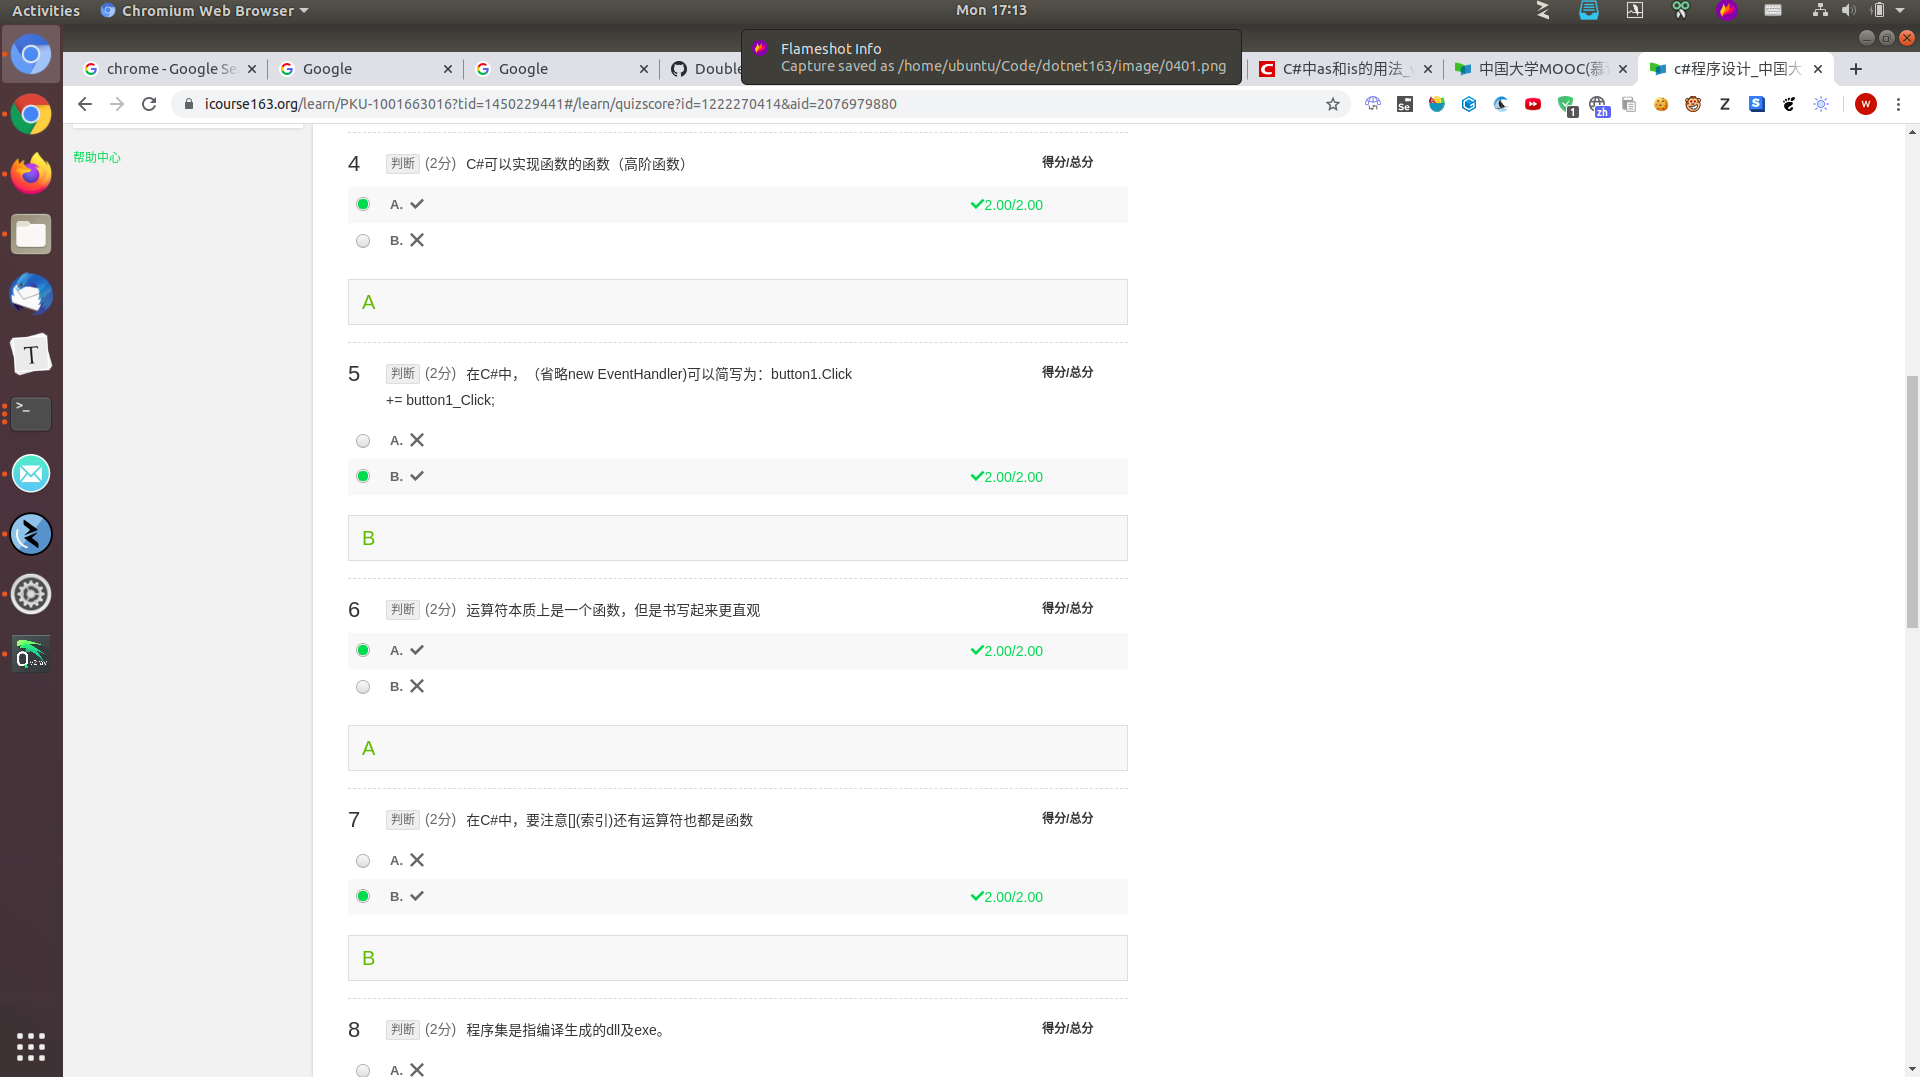 Activities
Chromium Web Browser
Mon 17:13
Flameshot Info
Capture saved as /home/ubuntu/Code/dotnet163/image/0401.png
chrome - Google Se
Google
Google
Double
C#中as和is的用法_
中国大学MOOC(慕
c#程序设计_中国大
icourse163.org/learn/PKU-1001663016?tid=1450229441#/learn/quizscore?id=1222270414&aid=2076979880
帮助中心
4 判断 (2分) C#可以实现函数的函数（高阶函数） 得分/总分
A. 2.00/2.00
B.
A
5 判断 (2分) 在C#中，（省略new EventHandler)可以简写为：button1.Click 得分/总分
+= button1_Click;
A.
B. 2.00/2.00
B
6 判断 (2分) 运算符本质上是一个函数，但是书写起来更直观 得分/总分
A. 2.00/2.00
B.
A
7 判断 (2分) 在C#中，要注意[](索引)还有运算符也都是函数 得分/总分
A.
B. 2.00/2.00
B
8 判断 (2分) 程序集是指编译生成的dll及exe。 得分/总分
A.